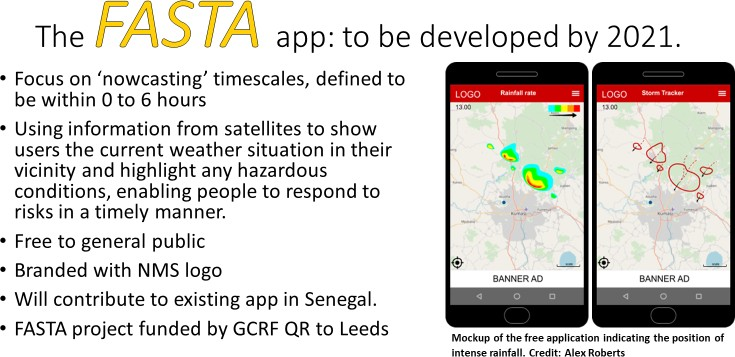 The FASTA app: to be developed by 2021.
• Focus on ‘nowcasting’ timescales, defined to
be within 0 to 6 hours
• Using information from satellites to show
users the current weather situation in their
vicinity and highlight any hazardous
conditions, enabling people to respond to
risks in a timely manner.
• Free to general public
• Branded with NMS logo
• Will contribute to existing app in Senegal.
• FASTA project funded by GCRF QR to Leeds
LOGO Rainfall rate
13.00
BANNER AD
LOGO Storm Tracker
13.00
BANNER AD
Mockup of the free application indicating the position of
intense rainfall. Credit: Alex Roberts